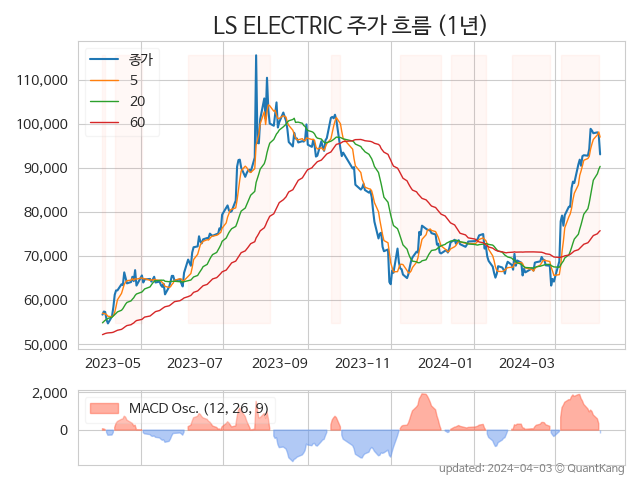 LS ELECTRIC 주가 흐름 (1년)
종가
5
20
60
110,000
100,000
90,000
80,000
70,000
60,000
50,000
2023-05 2023-07 2023-09 2023-11 2024-01 2024-03
2,000
0
MACD Osc. (12, 26, 9)
updated: 2024-04-03 © QuantKang